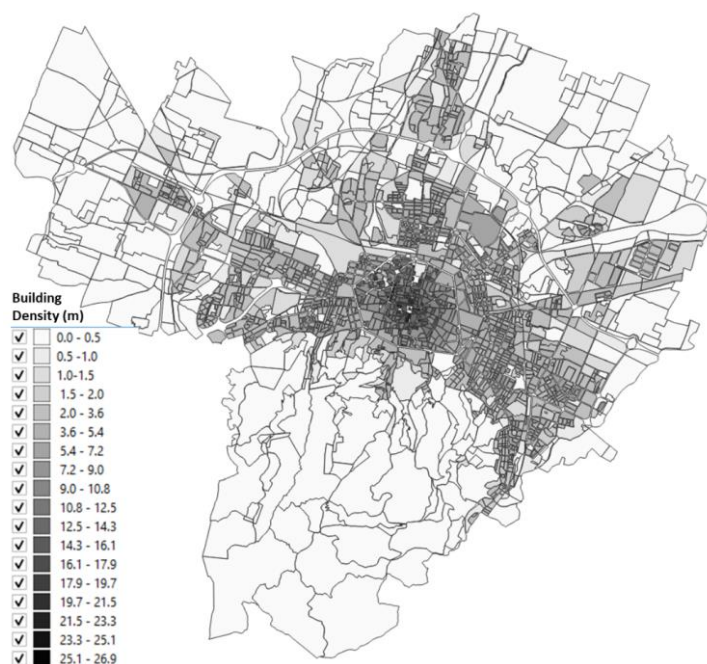 Building
Density (m)
0.0 - 0.5
0.5 -1.0
1.0-1.5
1.5 - 2.0
2.0 - 3.6
3.6 - 5.4
5.4 - 7.2
7.2 - 9.0
9.0 - 10.8
10.8 - 12.5
12.5 - 14.3
14.3 - 16.1
16.1 - 17.9
17.9 - 19.7
19.7 - 21.5
21.5 - 23.3
23.3 - 25.1
25.1 - 26.9